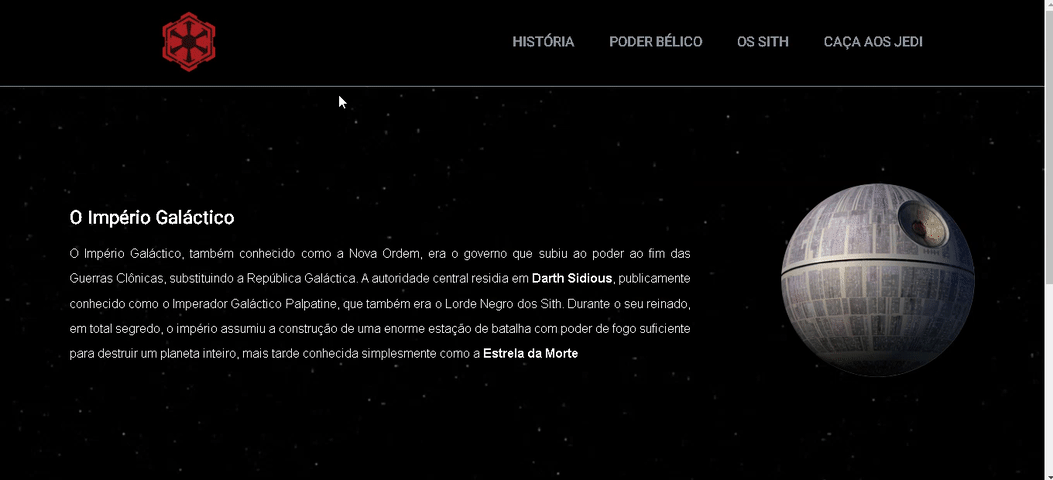 HISTÓRIA PODER BÉLICO OS SITH CAÇA AOS JEDI
O Império Galáctico
O Império Galáctico, também conhecido como a Nova Ordem, era o governo que subiu ao poder ao fim das
Guerras Clônicas, substituindo a República Galáctica. A autoridade central residia em Darth Sidious, publicamente
conhecido como o Imperador Galáctico Palpatine, que também era o Lorde Negro dos Sith. Durante o seu reinado,
em total segredo, o império assumiu a construção de uma enorme estação de batalha com poder de fogo suficiente
para destruir um planeta inteiro, mais tarde conhecida simplesmente como a Estrela da Morte